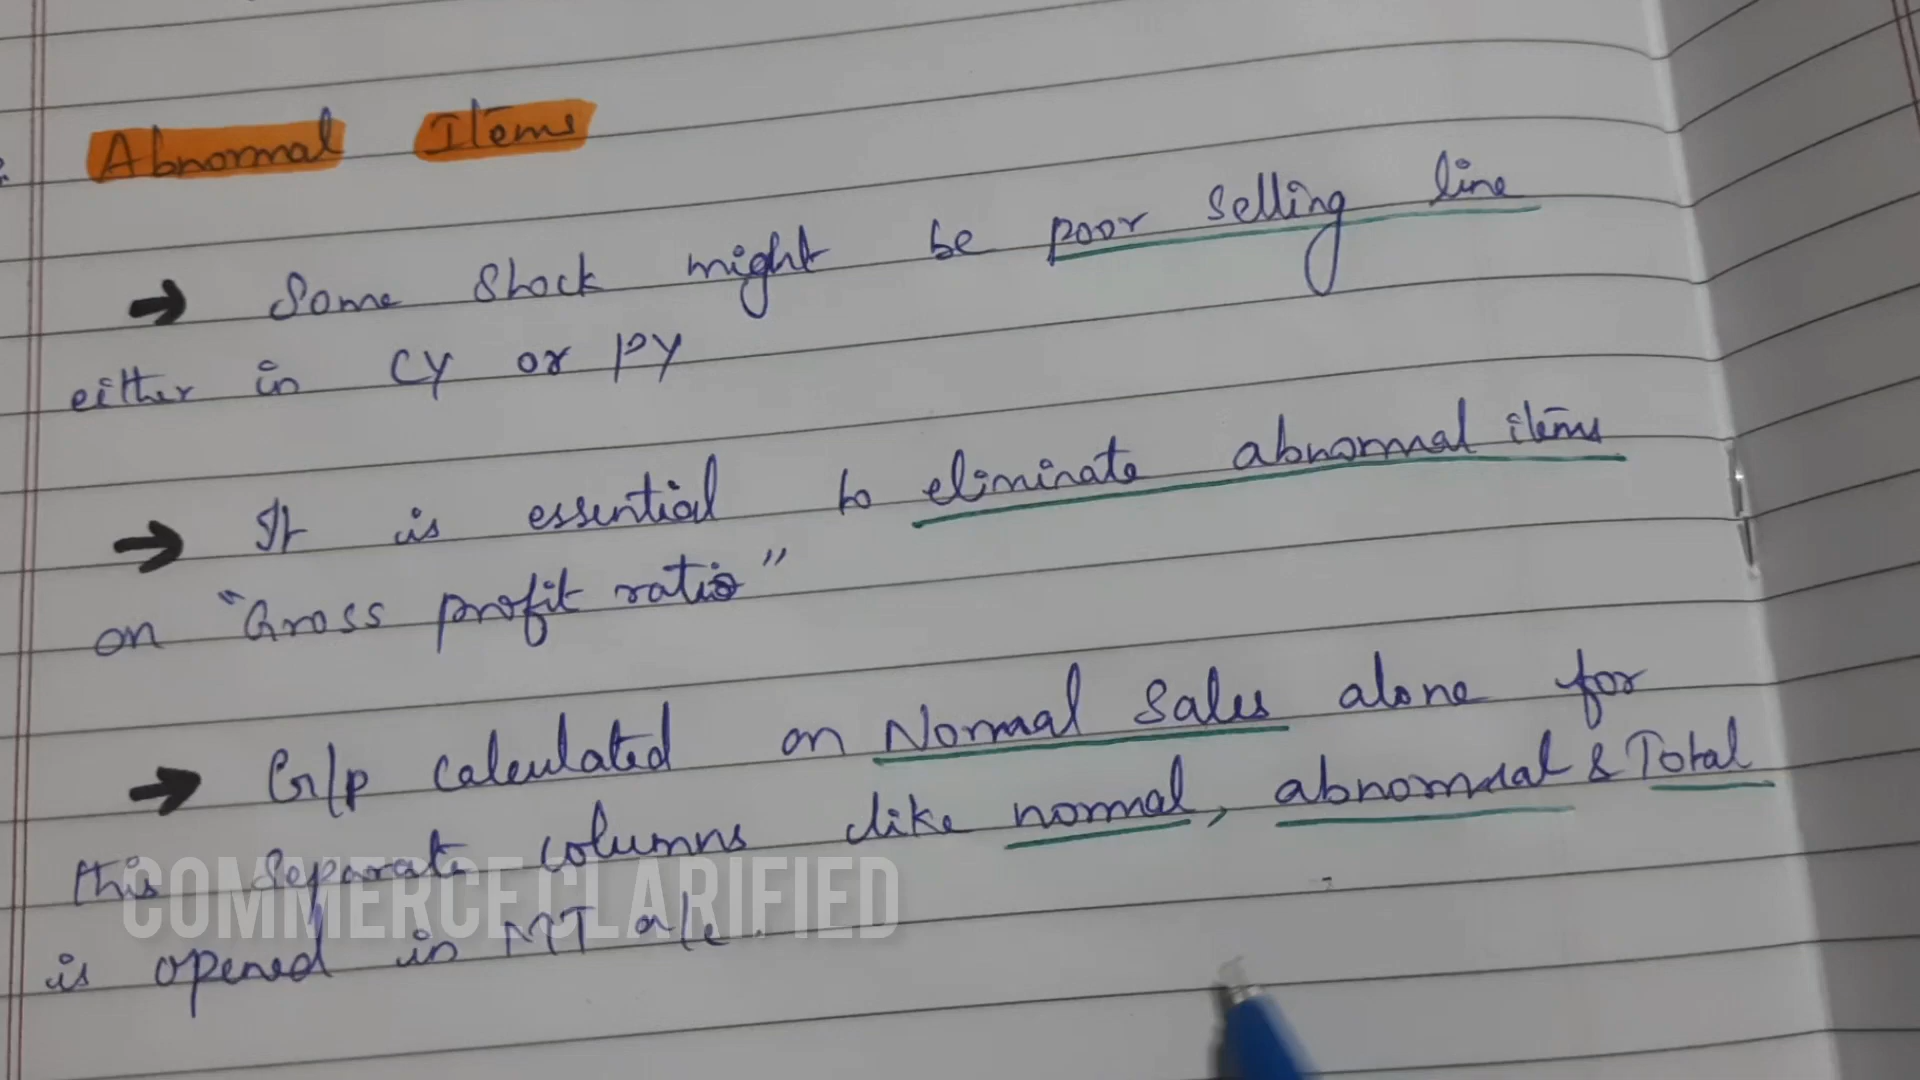 Abnormal Items
→ Some Stock might be poor selling line
either in CY or PY
→ It is essential to eliminate abnormal items
on "Gross profit ratio"
→ G/p calculated on Normal Sales alone for
this separate columns like normal, abnormal & Total
is opened in MT a/c.
COMMERCE CLARIFIED